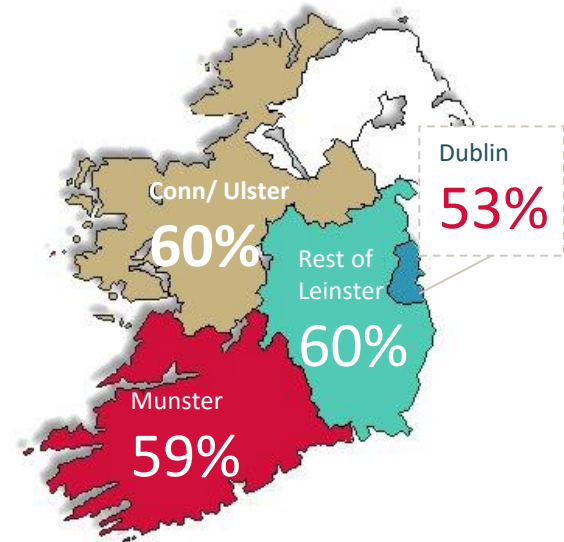 Dublin
53%
Conn/ Ulster
60%
Rest of
Leinster
60%
Munster
59%